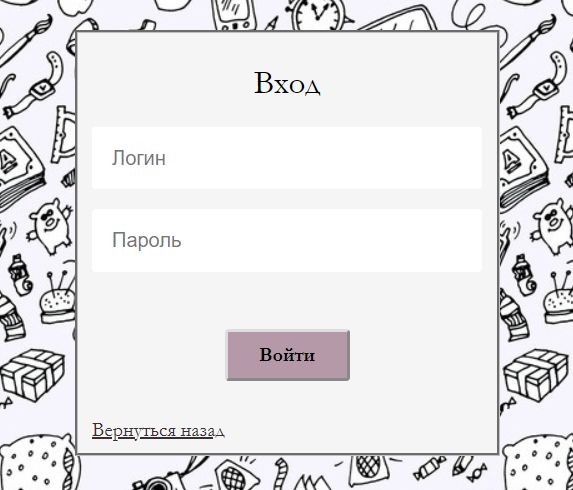 Вход
Логин
Пароль
Войти
Вернуться назад